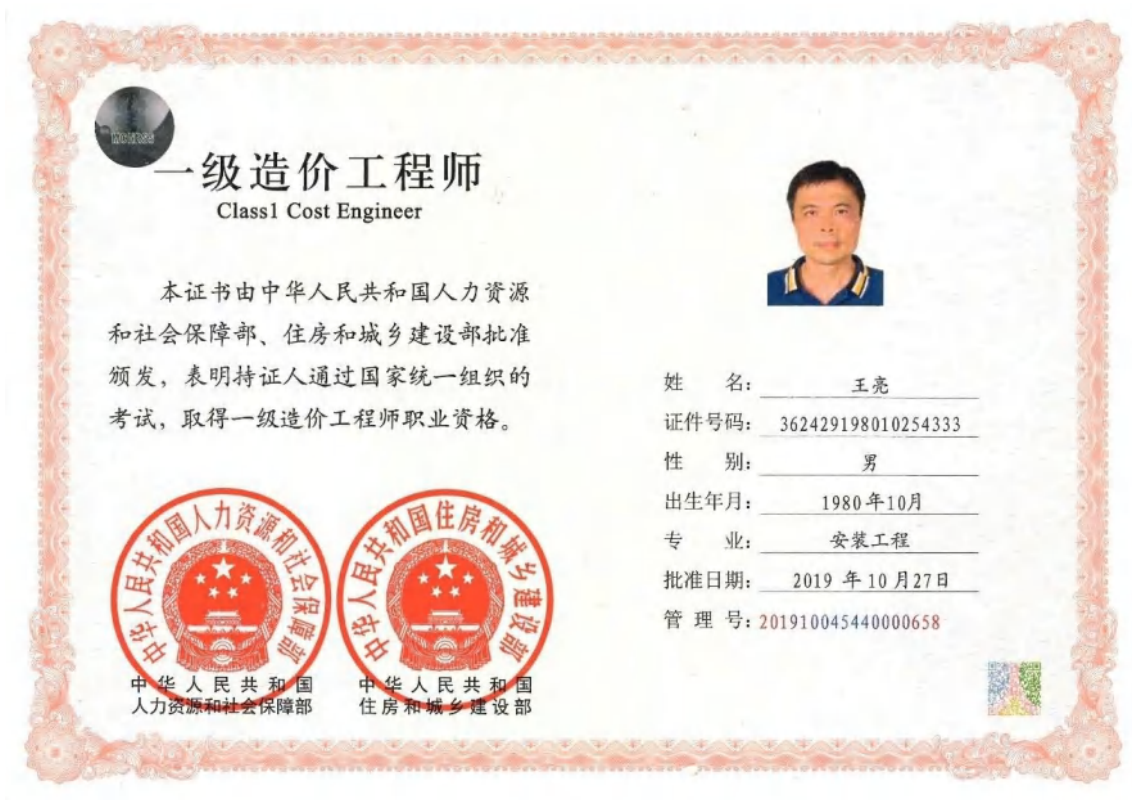 一级造价工程师
Class1 Cost Engineer
本证书由中华人民共和国人力资源
和社会保障部、住房和城乡建设部批准
颁发，表明持证人通过国家统一组织的
考试，取得一级造价工程师职业资格。
中华人民共和国人力资源和社会保障部
中华人民共和国住房和城乡建设部
中华人民共和国
人力资源和社会保障部
中华人民共和国
住房和城乡建设部
姓 名：王亮
证件号码：362429198010254333
性 别：男
出生年月：1980年10月
专 业：安装工程
批准日期：2019 年10月27日
管 理 号：201910045440000658